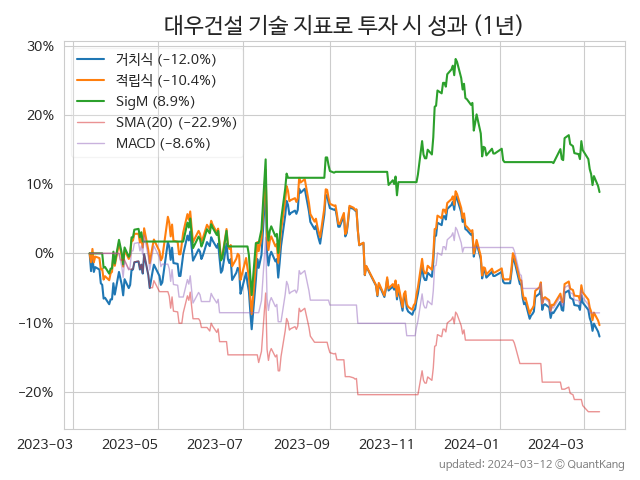 대우건설 기술 지표로 투자 시 성과 (1년)
30%
20%
10%
0%
−10%
−20%
거치식 (−12.0%)
적립식 (−10.4%)
SigM (8.9%)
SMA(20) (−22.9%)
MACD (−8.6%)
2023-03 2023-05 2023-07 2023-09 2023-11 2024-01 2024-03
updated: 2024-03-12 © QuantKang